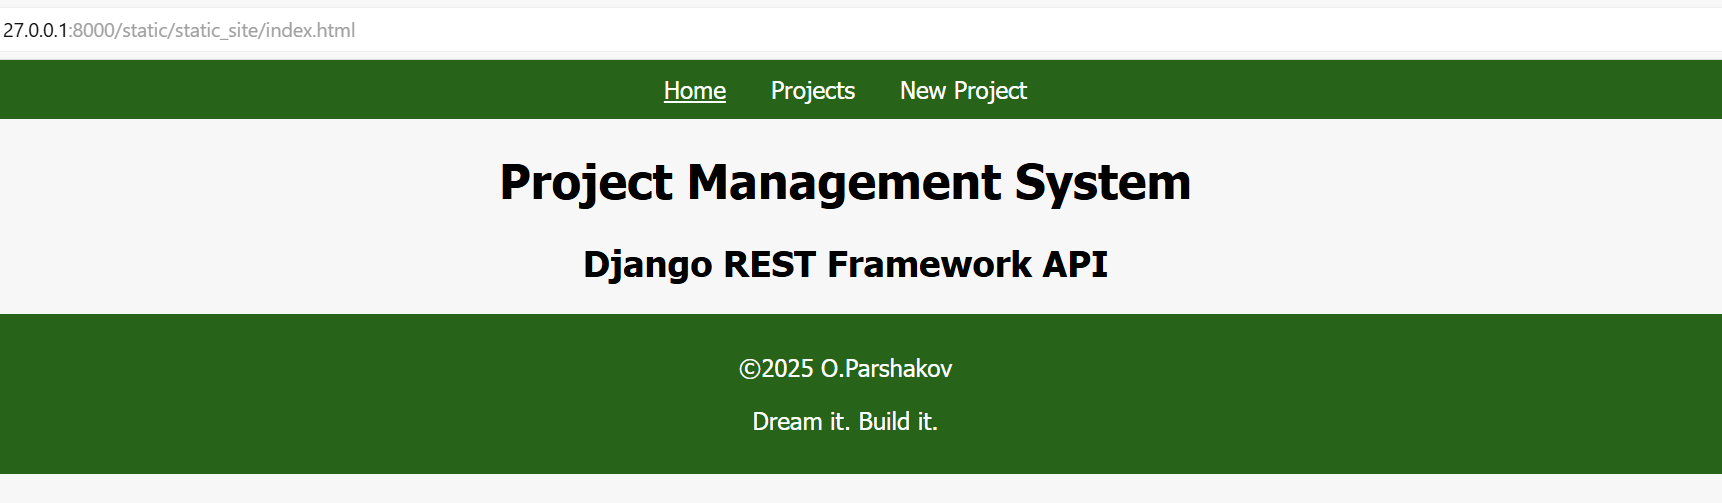 27.0.0.1:8000/static/static_site/index.html
Home Projects New Project
Project Management System
Django REST Framework API
©2025 O.Parshakov
Dream it. Build it.